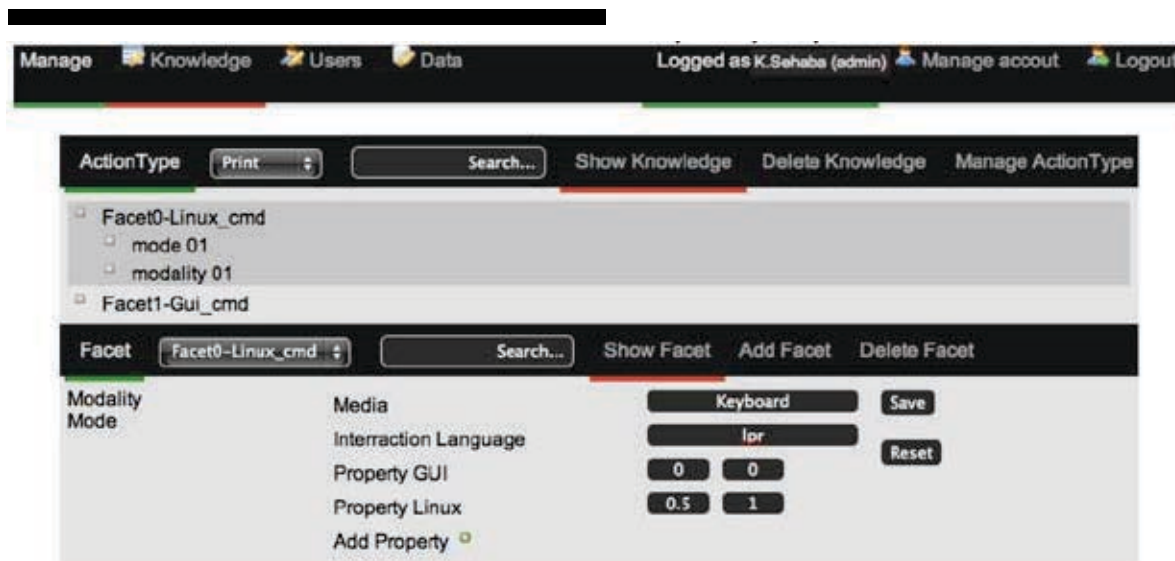 Manage Knowledge Users Data Logged as K.Sehaba (admin) Manage accout Logout
ActionType Print Search... Show Knowledge Delete Knowledge Manage ActionType
Facet0-Linux_cmd
mode 01
modality 01
Facet1-Gui_cmd
Facet Facet0-Linux_cmd Search... Show Facet Add Facet Delete Facet
Modality
Mode
Media Keyboard Save
Interraction Language lpr
Reset
Property GUI 0 0
Property Linux 0.5 1
Add Property